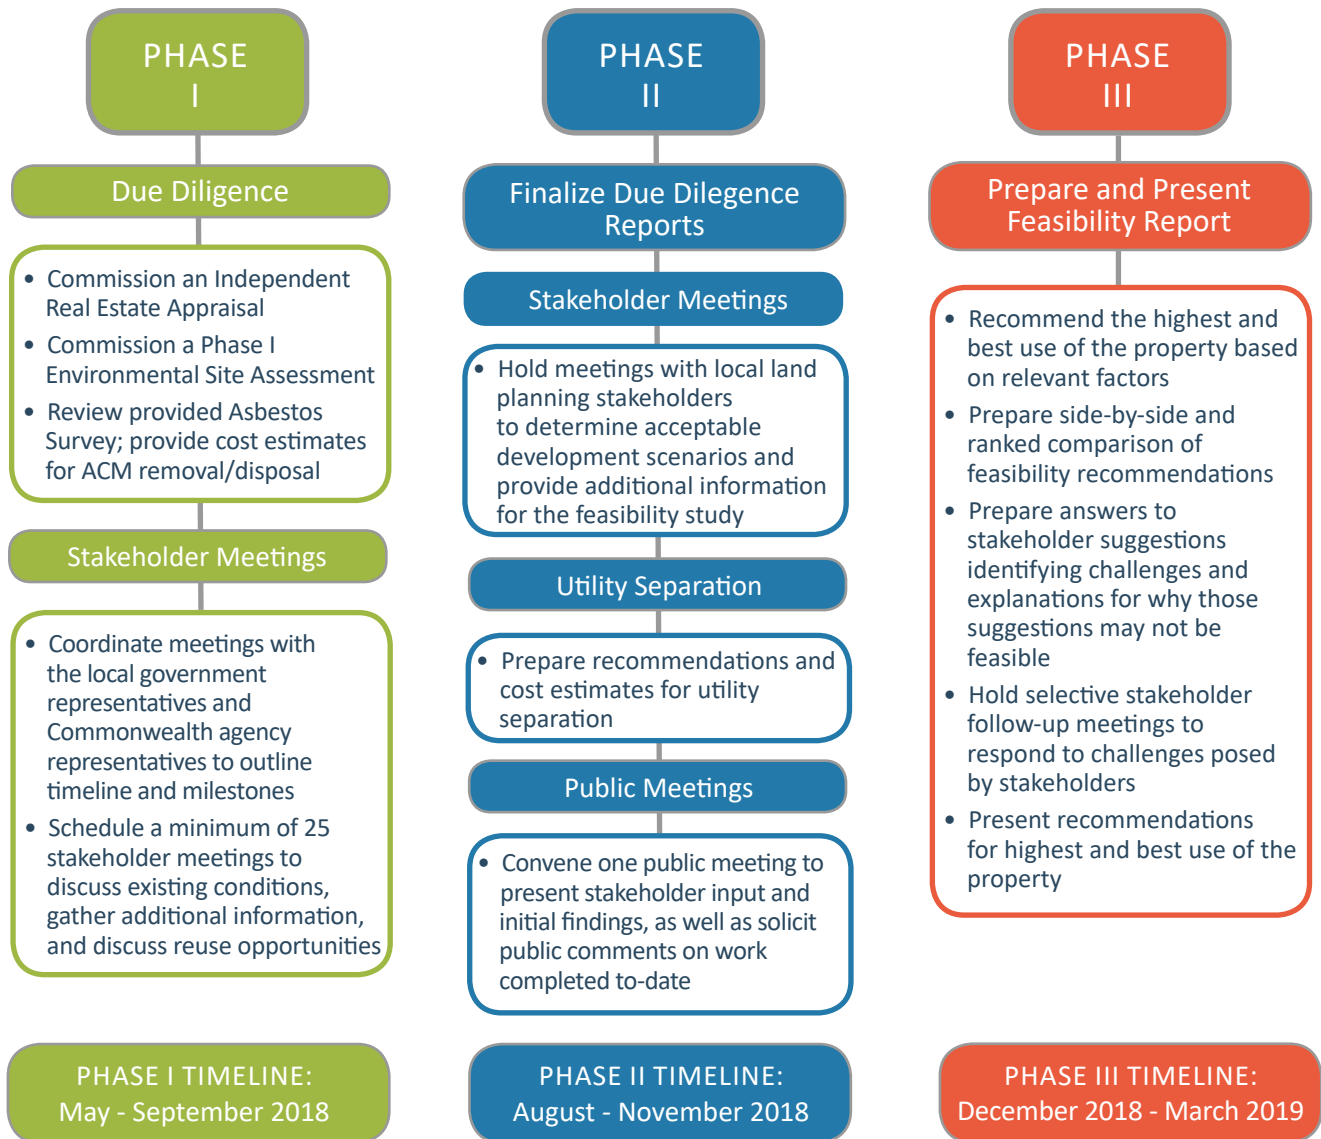 PHASE
I
Due Diligence
• Commission an Independent
Real Estate Appraisal
• Commission a Phase I
Environmental Site Assessment
• Review provided Asbestos
Survey; provide cost estimates
for ACM removal/disposal
Stakeholder Meetings
• Coordinate meetings with
the local government
representatives and
Commonwealth agency
representatives to outline
timeline and milestones
• Schedule a minimum of 25
stakeholder meetings to
discuss existing conditions,
gather additional information,
and discuss reuse opportunities
PHASE I TIMELINE:
May - September 2018
PHASE
II
Finalize Due Dilegence
Reports
Stakeholder Meetings
• Hold meetings with local land
planning stakeholders
to determine acceptable
development scenarios and
provide additional information
for the feasibility study
Utility Separation
• Prepare recommendations and
cost estimates for utility
separation
Public Meetings
• Convene one public meeting to
present stakeholder input and
initial findings, as well as solicit
public comments on work
completed to-date
PHASE II TIMELINE:
August - November 2018
PHASE
III
Prepare and Present
Feasibility Report
• Recommend the highest and
best use of the property based
on relevant factors
• Prepare side-by-side and
ranked comparison of
feasibility recommendations
• Prepare answers to
stakeholder suggestions
identifying challenges and
explanations for why those
suggestions may not be
feasible
• Hold selective stakeholder
follow-up meetings to
respond to challenges posed
by stakeholders
• Present recommendations
for highest and best use of the
property
PHASE III TIMELINE:
December 2018 - March 2019